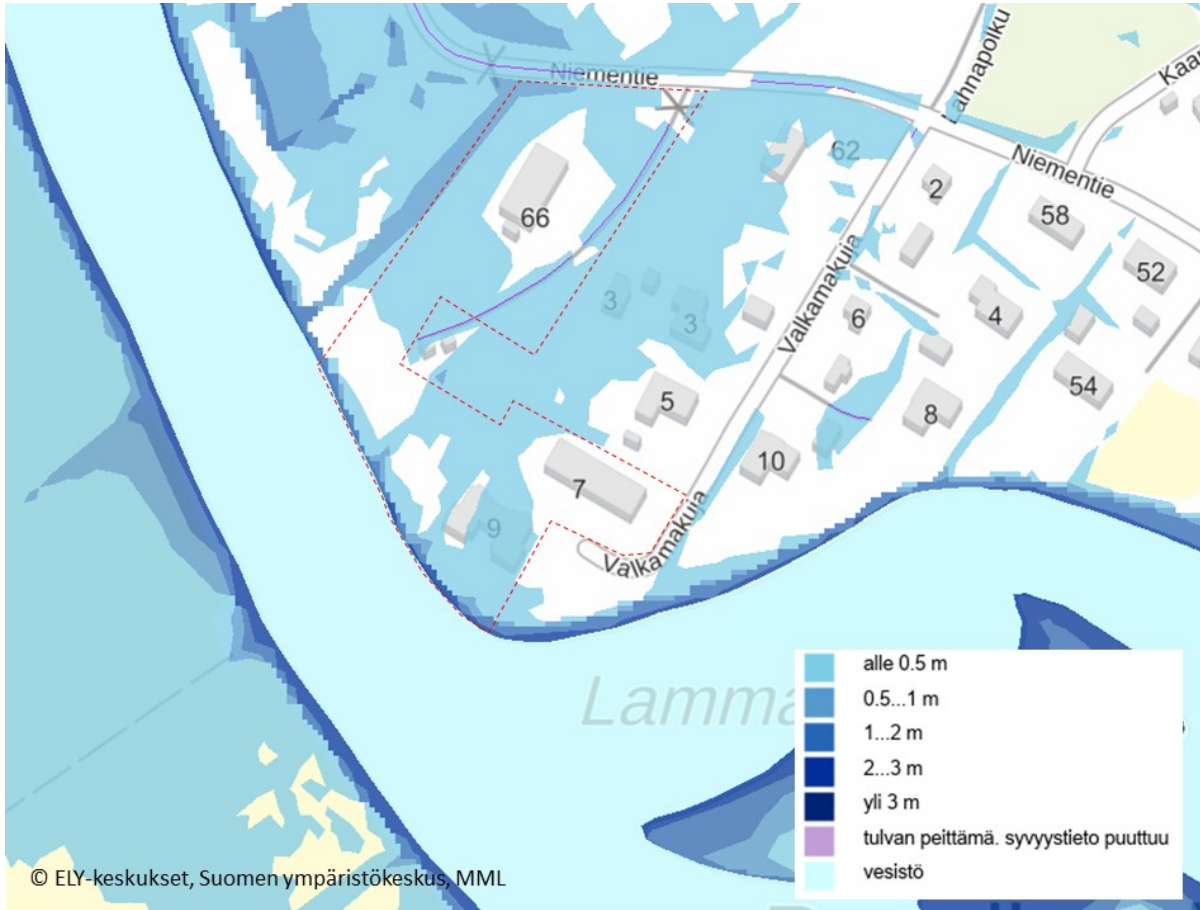 Niementie
Lahnapolku
62
Niementie
66
2
58
52
3
3
Valkamakuja
6
4
54
5
8
7
10
9
Valkamakuja
alle 0.5 m
0.5...1 m
1...2 m
2...3 m
yli 3 m
tulvan peittämä. syvyystieto puuttuu
vesistö
Lamma
© ELY-keskukset, Suomen ympäristökeskus, MML